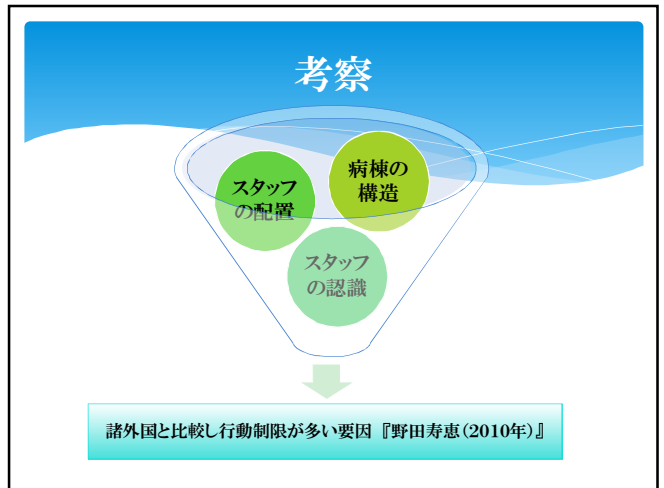 考察
スタッフ
の配置
病棟の
構造
スタッフ
の認識
諸外国と比較し行動制限が多い要因『野田寿恵（2010年）』